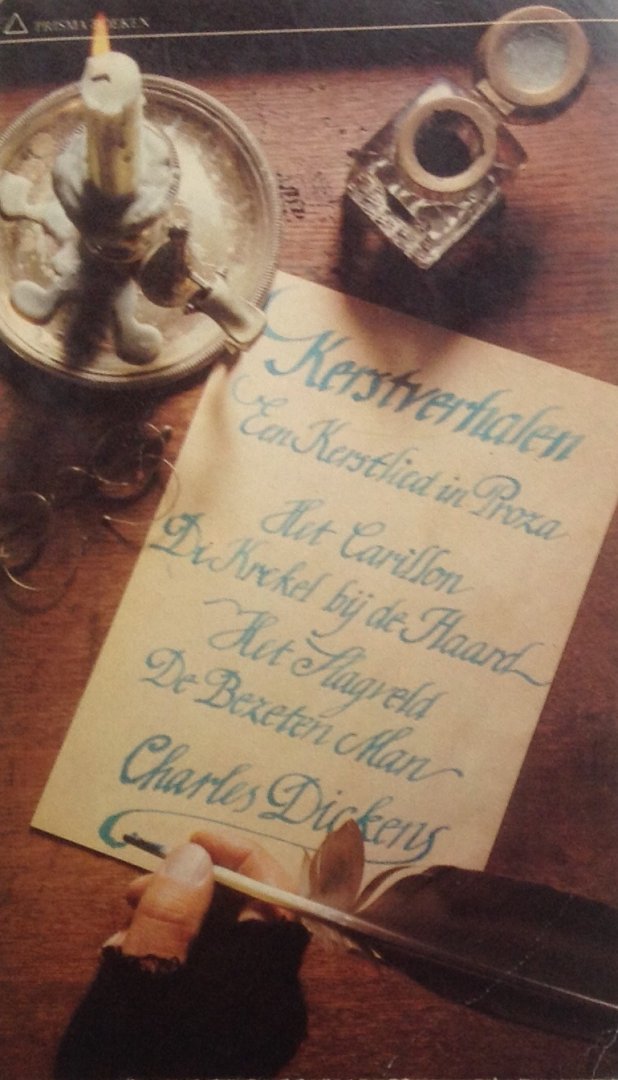 PRISMA-BOEKEN
Kerstverhalen
Een Kerstlied in Proza
Het Carillon
De Krekel bij de Haard
Het Slagveld
De Bezeten Man
Charles Dickens